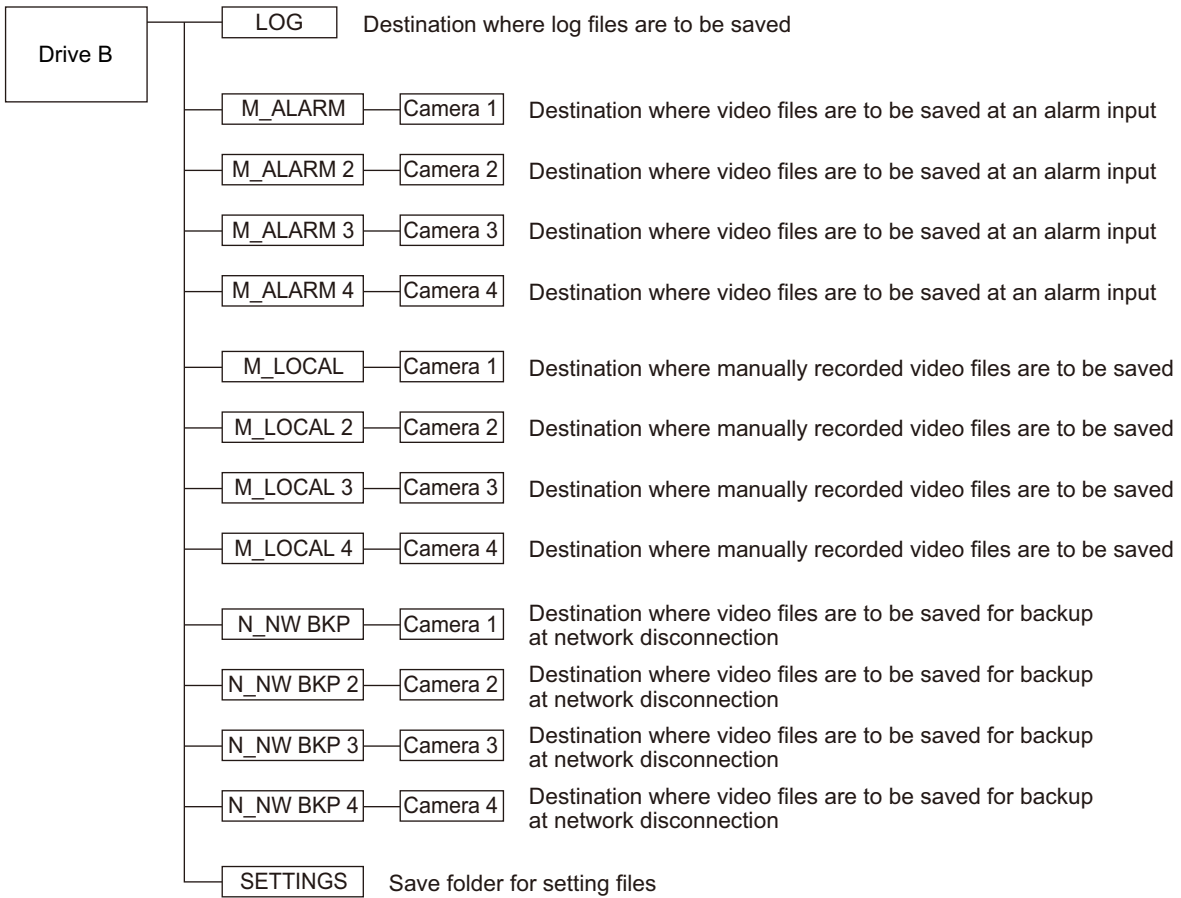 Drive B
LOG Destination where log files are to be saved
M_ALARM Camera 1 Destination where video files are to be saved at an alarm input
M_ALARM 2 Camera 2 Destination where video files are to be saved at an alarm input
M_ALARM 3 Camera 3 Destination where video files are to be saved at an alarm input
M_ALARM 4 Camera 4 Destination where video files are to be saved at an alarm input
M_LOCAL Camera 1 Destination where manually recorded video files are to be saved
M_LOCAL 2 Camera 2 Destination where manually recorded video files are to be saved
M_LOCAL 3 Camera 3 Destination where manually recorded video files are to be saved
M_LOCAL 4 Camera 4 Destination where manually recorded video files are to be saved
N_NW BKP Camera 1 Destination where video files are to be saved for backup
at network disconnection
N_NW BKP 2 Camera 2 Destination where video files are to be saved for backup
at network disconnection
N_NW BKP 3 Camera 3 Destination where video files are to be saved for backup
at network disconnection
N_NW BKP 4 Camera 4 Destination where video files are to be saved for backup
at network disconnection
SETTINGS Save folder for setting files